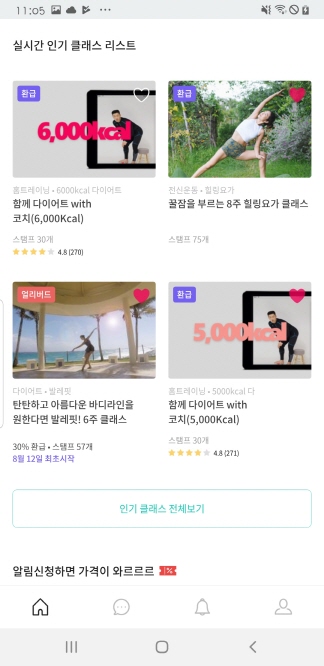 11:05
실시간 인기 클래스 리스트
환급
6,000kcal
환급
홈트레이닝 • 6000kcal 다이어트
함께 다이어트 with
코치(6,000Kcal)
스탬프 30개
4.8 (270)
전신운동 • 힐링요가
꿀잠을 부르는 8주 힐링요가 클래스
스탬프 75개
얼리버드
환급
5,000kcal
다이어트 • 발레핏
탄탄하고 아름다운 바디라인을
원한다면 발레핏! 6주 클래스
30% 환급 • 스탬프 57개
8월 12일 최초시작
홈트레이닝 • 5000kcal 다
함께 다이어트 with
코치(5,000Kcal)
스탬프 30개
4.8 (271)
인기 클래스 전체보기
알림신청하면 가격이 와르르르